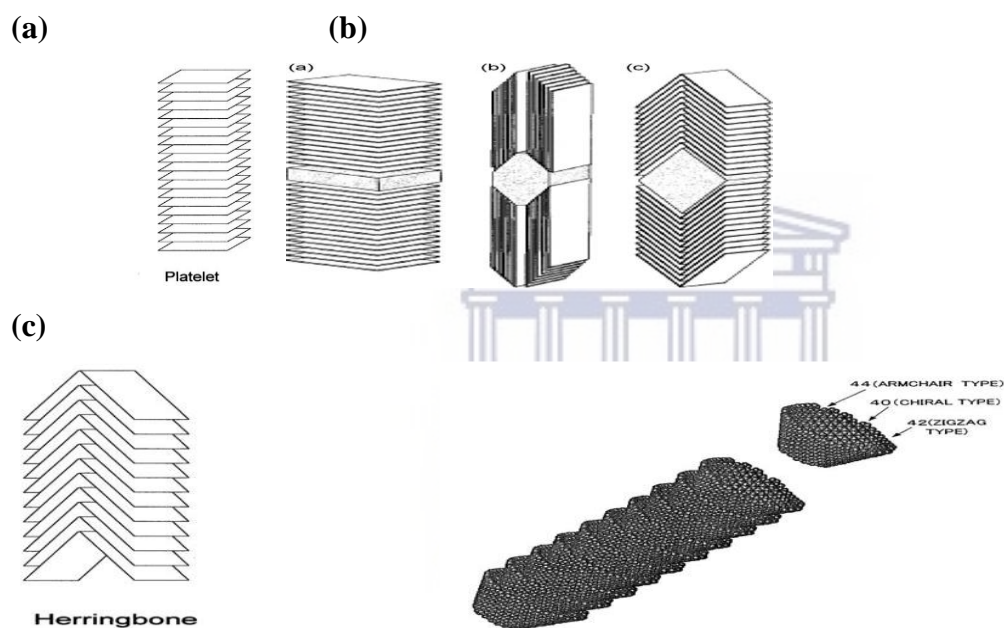 (a) (b)
(a) (b) (c)
Platelet
(c)
44(ARMCHAIR TYPE)
40(CHIRAL TYPE)
42(ZIGZAG
TYPE)
Herringbone